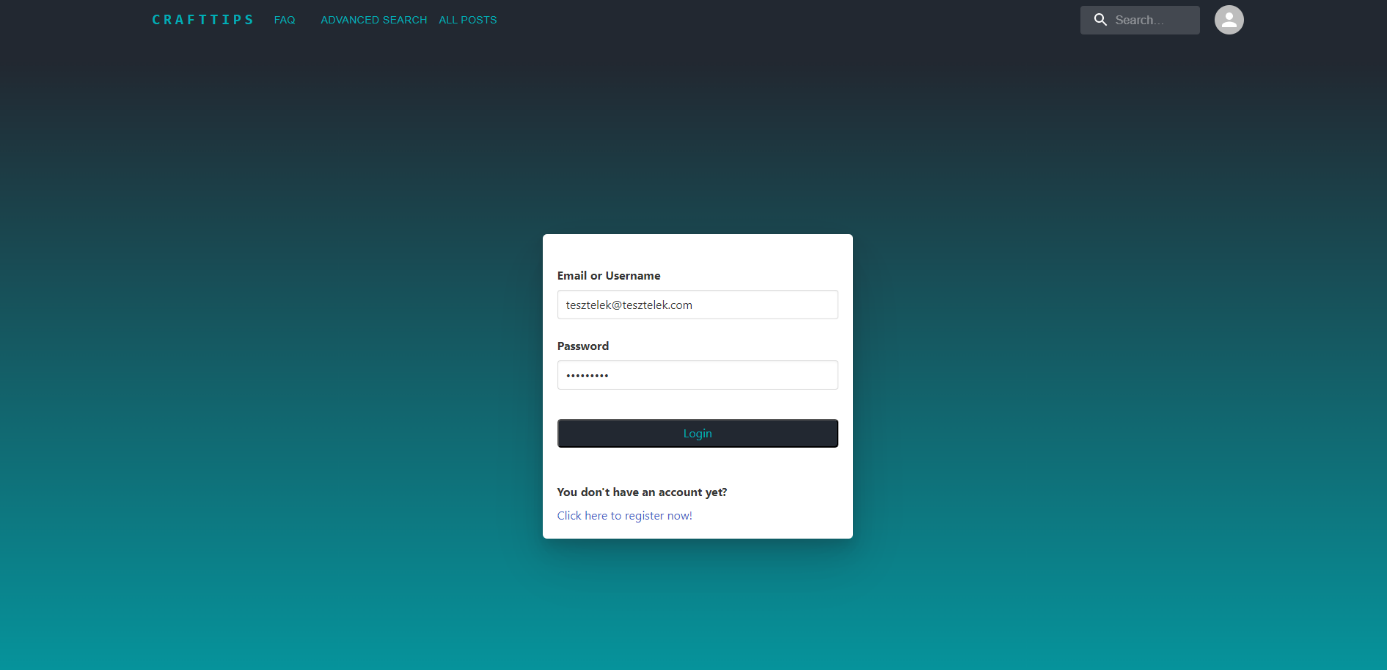 CRAFTTIPS FAQ ADVANCED SEARCH ALL POSTS Search...
Email or Username
tesztelek@tesztelek.com
Password
•••••••••
Login
You don't have an account yet?
Click here to register now!